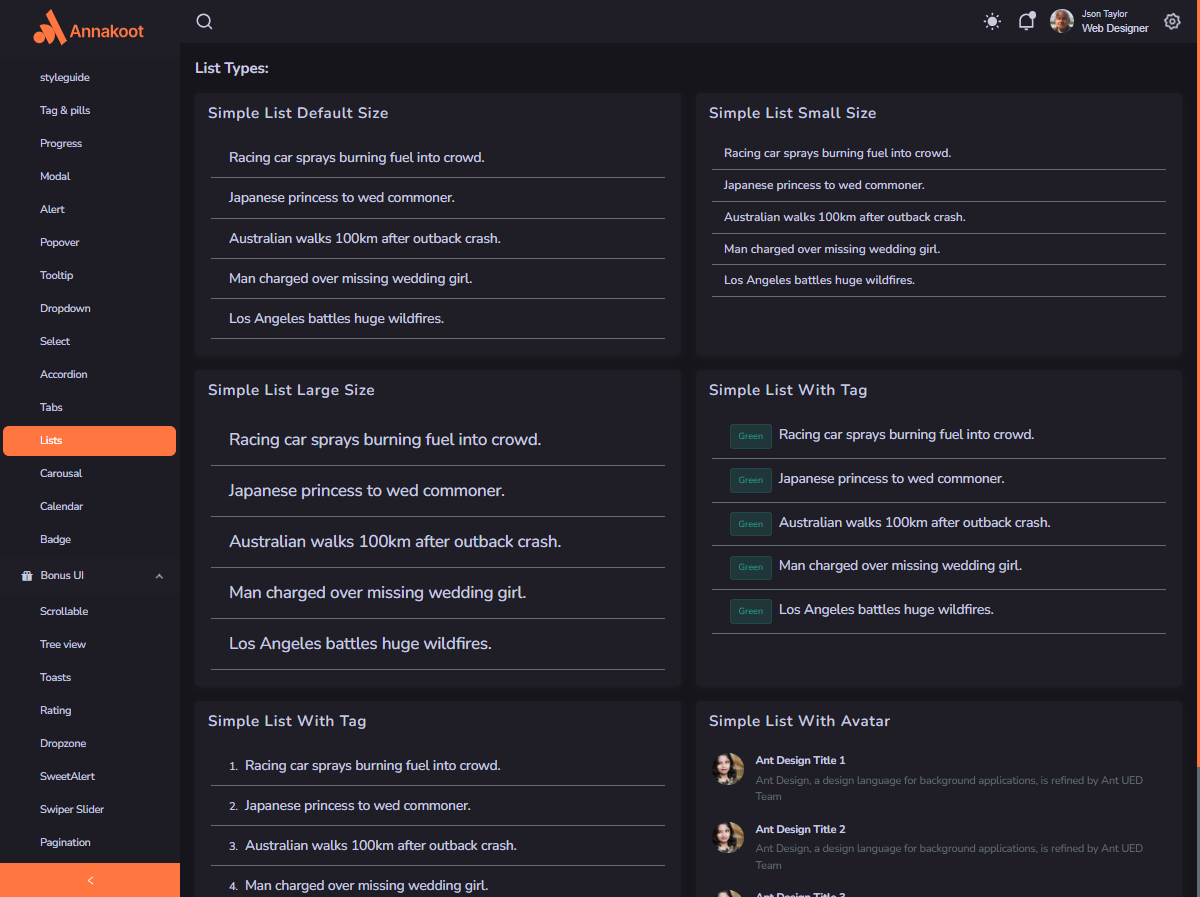 Annakoot
Json Taylor
Web Designer
styleguide
Tag & pills
Progress
Modal
Alert
Popover
Tooltip
Dropdown
Select
Accordion
Tabs
Lists
Carousal
Calendar
Badge
Bonus UI
Scrollable
Tree view
Toasts
Rating
Dropzone
SweetAlert
Swiper Slider
Pagination
List Types:
Simple List Default Size
Racing car sprays burning fuel into crowd.
Japanese princess to wed commoner.
Australian walks 100km after outback crash.
Man charged over missing wedding girl.
Los Angeles battles huge wildfires.
Simple List Small Size
Racing car sprays burning fuel into crowd.
Japanese princess to wed commoner.
Australian walks 100km after outback crash.
Man charged over missing wedding girl.
Los Angeles battles huge wildfires.
Simple List Large Size
Racing car sprays burning fuel into crowd.
Japanese princess to wed commoner.
Australian walks 100km after outback crash.
Man charged over missing wedding girl.
Los Angeles battles huge wildfires.
Simple List With Tag
Green Racing car sprays burning fuel into crowd.
Green Japanese princess to wed commoner.
Green Australian walks 100km after outback crash.
Green Man charged over missing wedding girl.
Green Los Angeles battles huge wildfires.
Simple List With Tag
1. Racing car sprays burning fuel into crowd.
2. Japanese princess to wed commoner.
3. Australian walks 100km after outback crash.
4. Man charged over missing wedding girl.
Simple List With Avatar
Ant Design Title 1
Ant Design, a design language for background applications, is refined by Ant UED
Team
Ant Design Title 2
Ant Design, a design language for background applications, is refined by Ant UED
Team
Ant Design Title 3